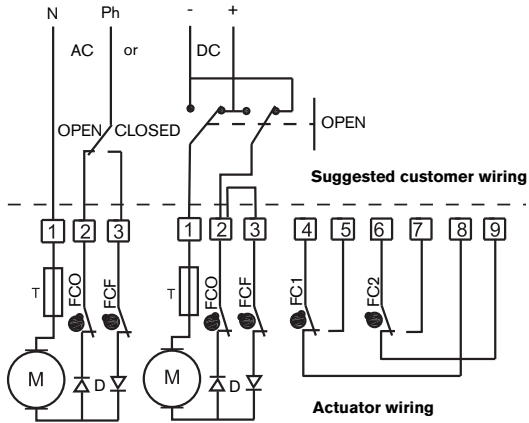 N Ph - +
AC or DC
OPEN CLOSED
OPEN
Suggested customer wiring
1 2 3 1 2 3 4 5 6 7 8 9
T FCO FCF T FCO FCF FC1 FC2
M D M D
Actuator wiring